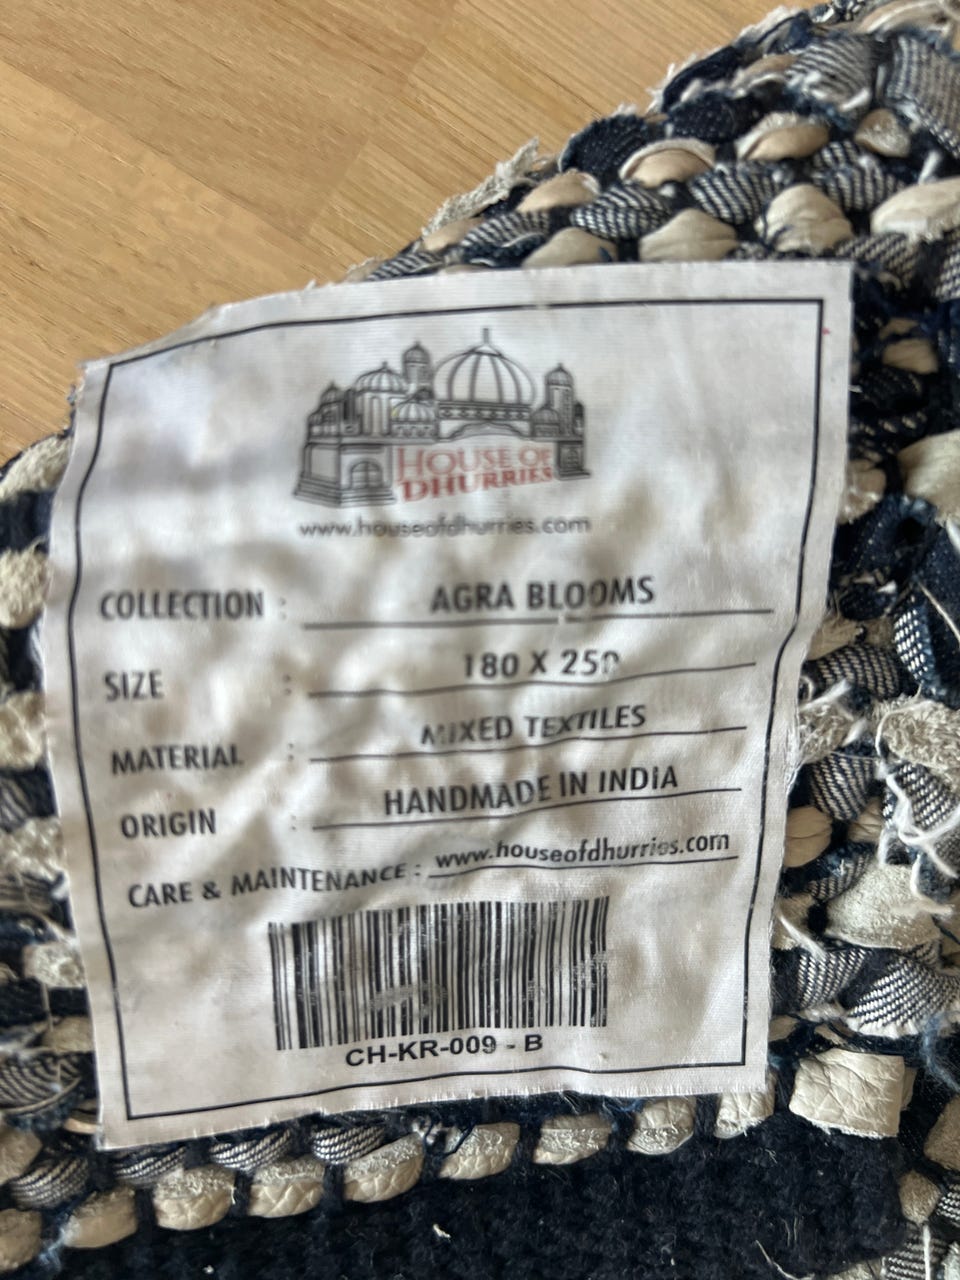 HOUSE OF
DHURRIES
www.houseofdhurries.com
COLLECTION : AGRA BLOOMS
SIZE : 180 X 250
MATERIAL : MIXED TEXTILES
ORIGIN : HANDMADE IN INDIA
CARE & MAINTENANCE : www.houseofdhurries.com
CH-KR-009 - B